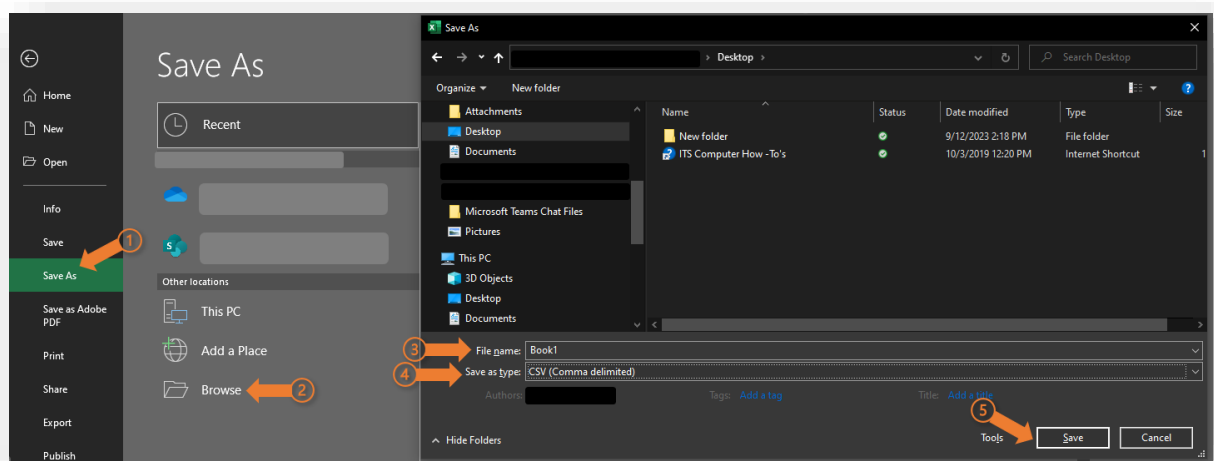 Save As
Save As
Desktop
Search Desktop
Organize
New folder
?
Home
New
Open
Info
Save
1
Save As
Save as Adobe
PDF
Print
Share
Export
Publish
Recent
S
Other locations
This PC
Add a Place
Browse
2
Attachments
Desktop
Documents
Microsoft Teams Chat Files
Pictures
This PC
3D Objects
Desktop
Documents
Name Status Date modified Type Size
New folder 9/12/2023 2:18 PM File folder
ITS Computer How -To's 10/3/2019 12:20 PM Internet Shortcut 1
3
File name: Book1
4
Save as type: CSV (Comma delimited)
Authors: Tags: Add a tag Title: Add a title
5
Hide Folders Tools Save Cancel